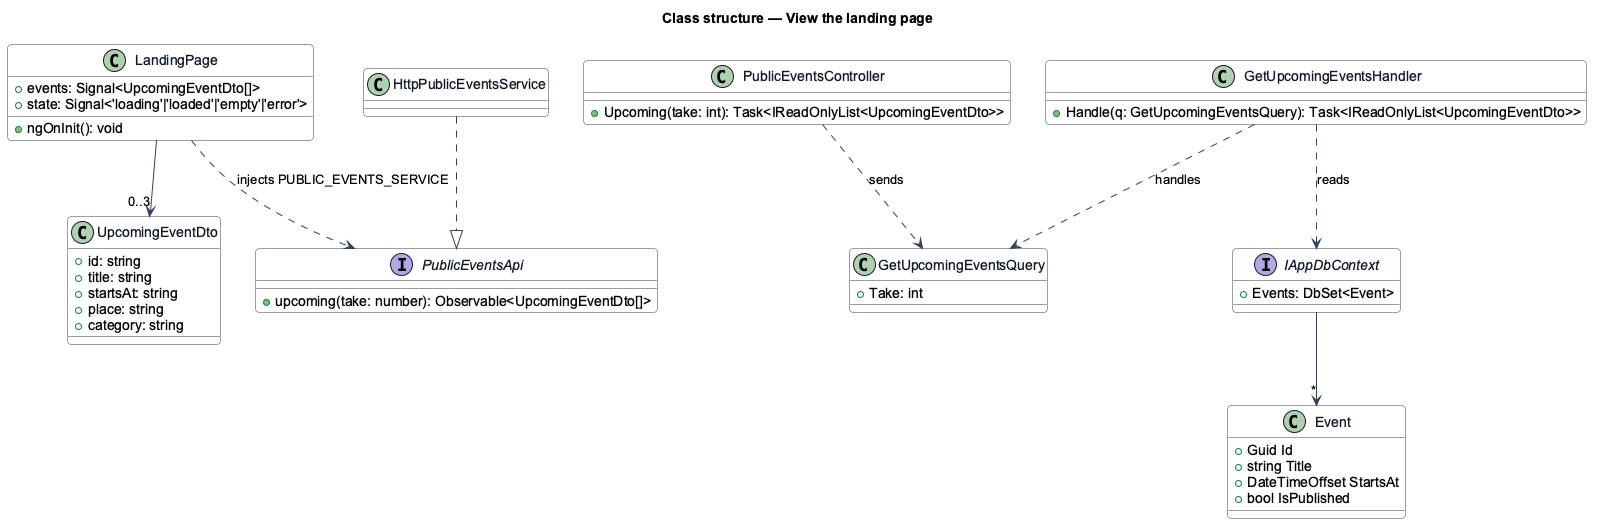 Class structure — View the landing page
C LandingPage
events: Signal<UpcomingEventDto[]>
state: Signal<'loading'|'loaded'|'empty'|'error'>
ngOnInit(): void
C HttpPublicEventsService
C PublicEventsController
Upcoming(take: int): Task<IReadOnlyList<UpcomingEventDto>>
C GetUpcomingEventsHandler
Handle(q: GetUpcomingEventsQuery): Task<IReadOnlyList<UpcomingEventDto>>
0..3
injects PUBLIC_EVENTS_SERVICE
sends
handles
reads
C UpcomingEventDto
id: string
title: string
startsAt: string
place: string
category: string
I PublicEventsApi
upcoming(take: number): Observable<UpcomingEventDto[]>
C GetUpcomingEventsQuery
Take: int
I IAppDbContext
Events: DbSet<Event>
*
C Event
Guid Id
string Title
DateTimeOffset StartsAt
bool IsPublished